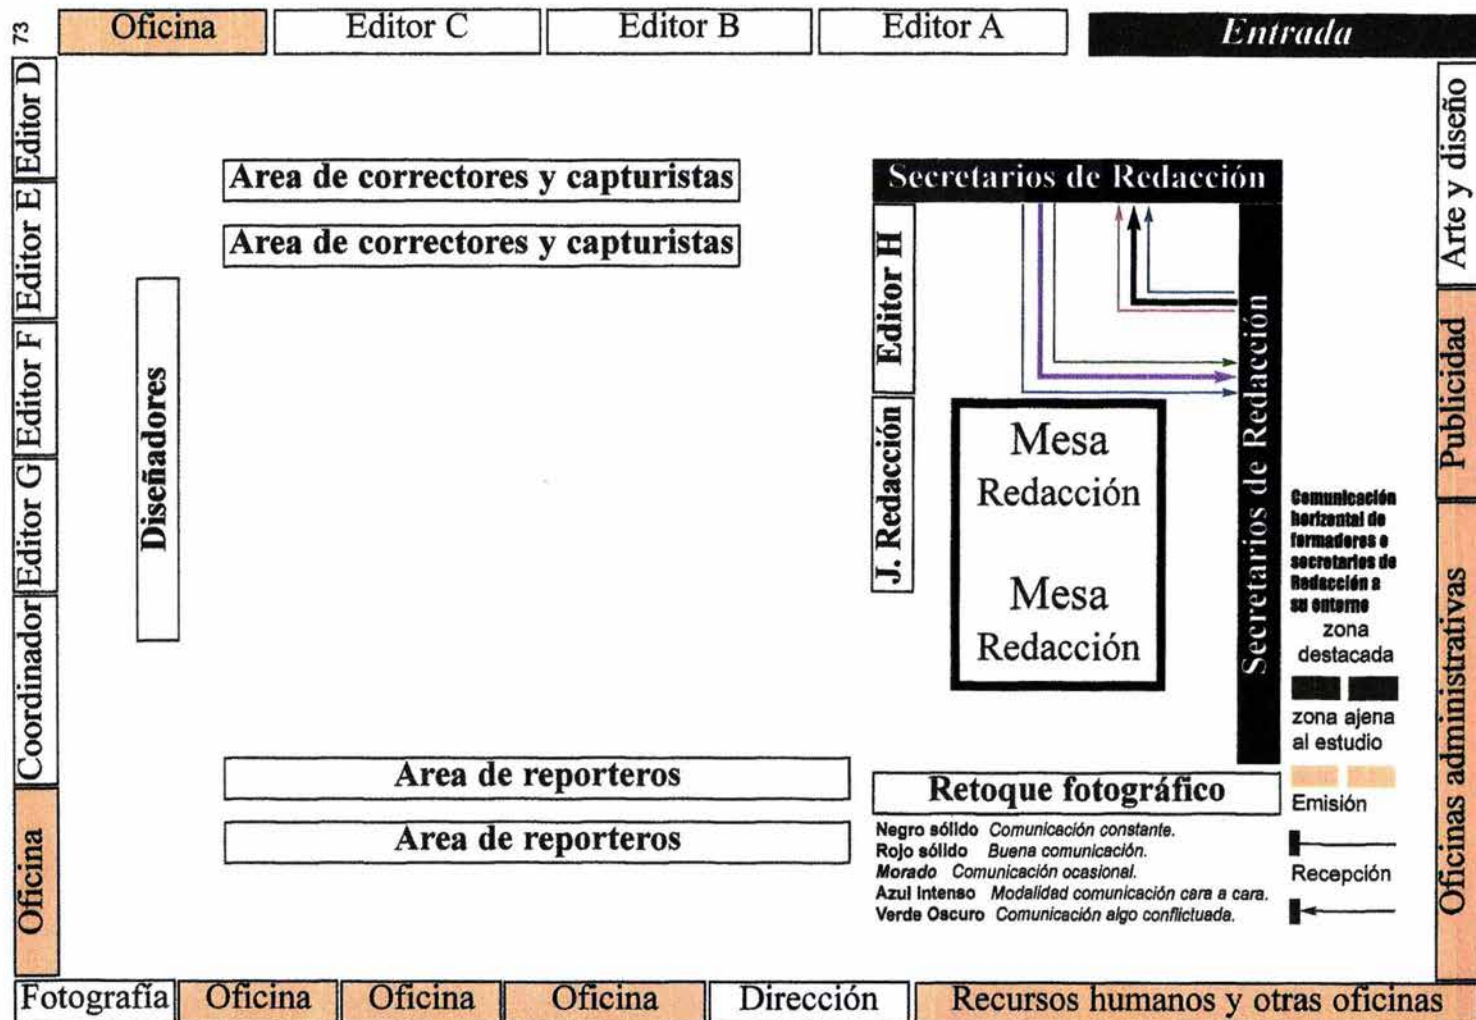 73
Oficina
Editor C
Editor B
Editor A
Entrada
Editor D
Editor E
Editor F
Editor G
Coordinador
Oficina
Area de correctores y capturistas
Area de correctores y capturistas
Diseñadores
Secretarios de Redacción
Editor H
J. Redacción
Mesa
Redacción
Mesa
Redacción
Secretarios de Redacción
Arte y diseño
Publicidad
Oficinas administrativas
Comunicación
horizontal de
formadores o
secretarios de
Redacción a
su entorno
zona
destacada
zona ajena
al estudio
Emisión
Recepción
Area de reporteros
Area de reporteros
Retoque fotográfico
Negro sólido Comunicación constante.
Rojo sólido Buena comunicación.
Morado Comunicación ocasional.
Azul Intenso Modalidad comunicación cara a cara.
Verde Oscuro Comunicación algo conflictuada.
Fotografía
Oficina
Oficina
Oficina
Dirección
Recursos humanos y otras oficinas